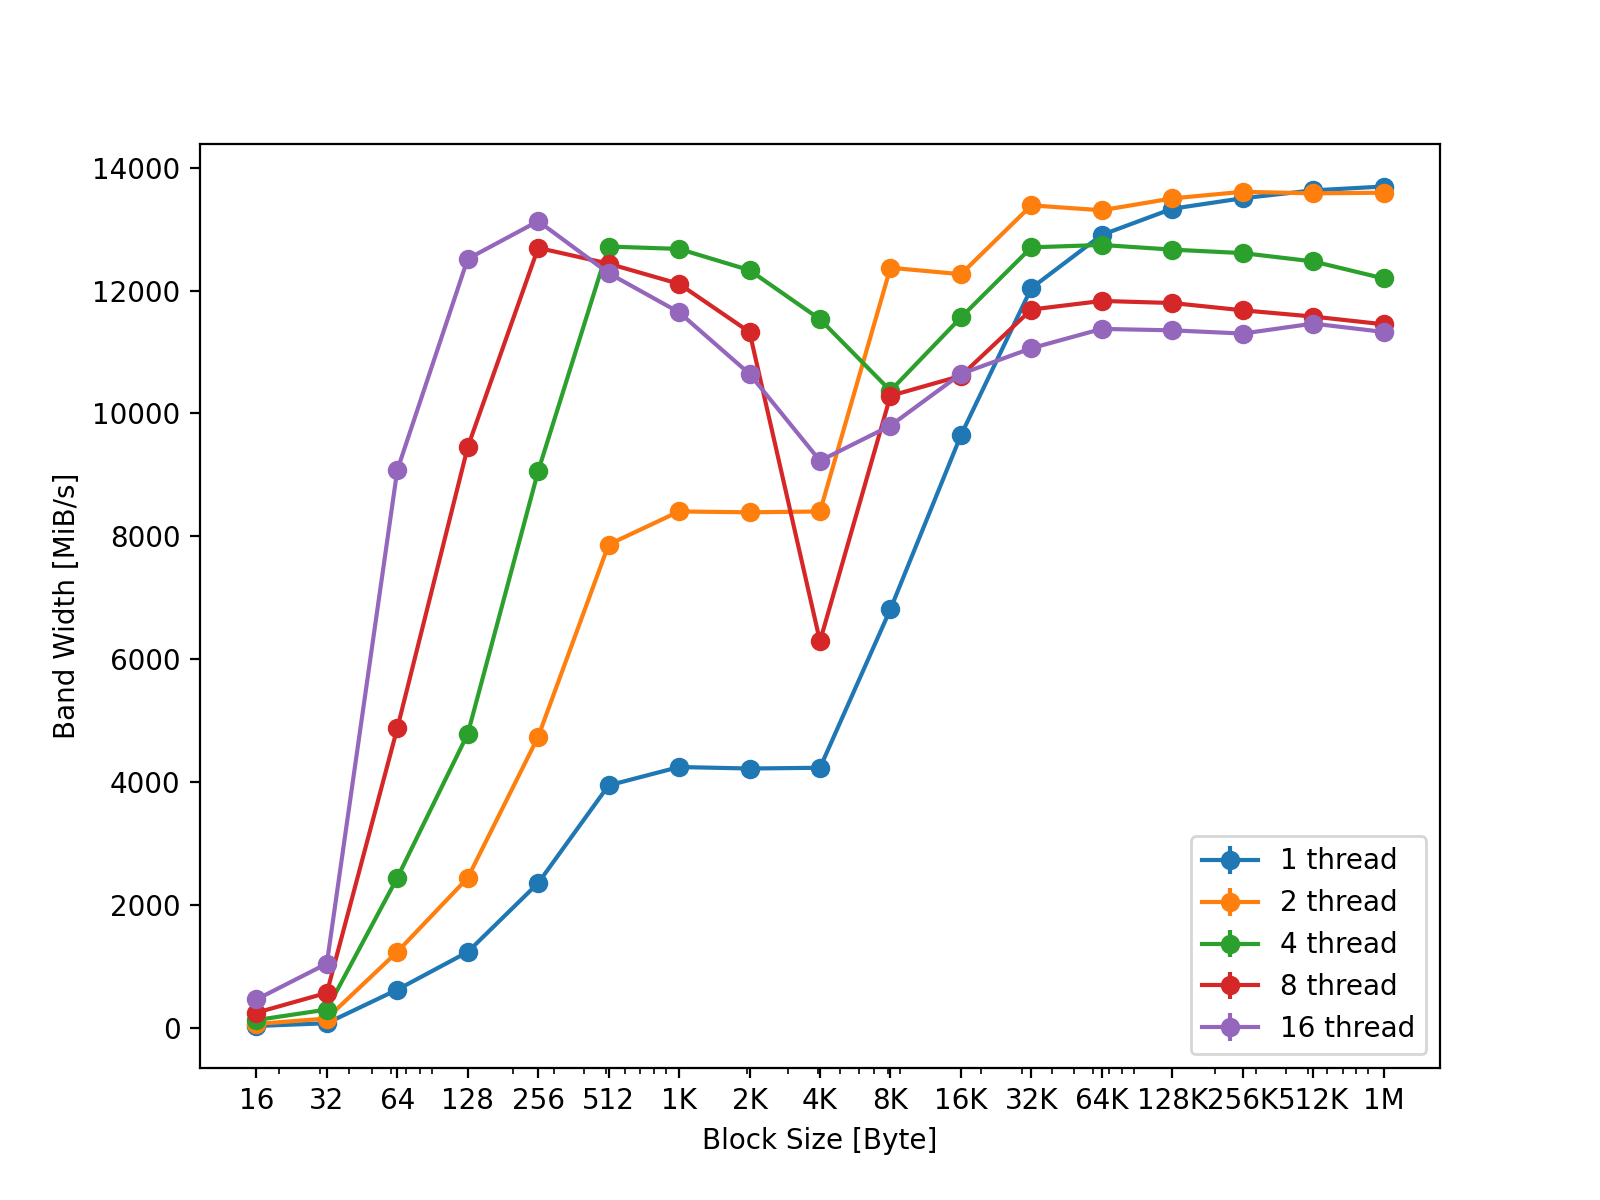 14000
12000
10000
8000
6000
4000
2000
0
Band Width [MiB/s]
1 thread
2 thread
4 thread
8 thread
16 thread
16 32 64 128 256 512 1K 2K 4K 8K 16K 32K 64K 128K 256K 512K 1M
Block Size [Byte]